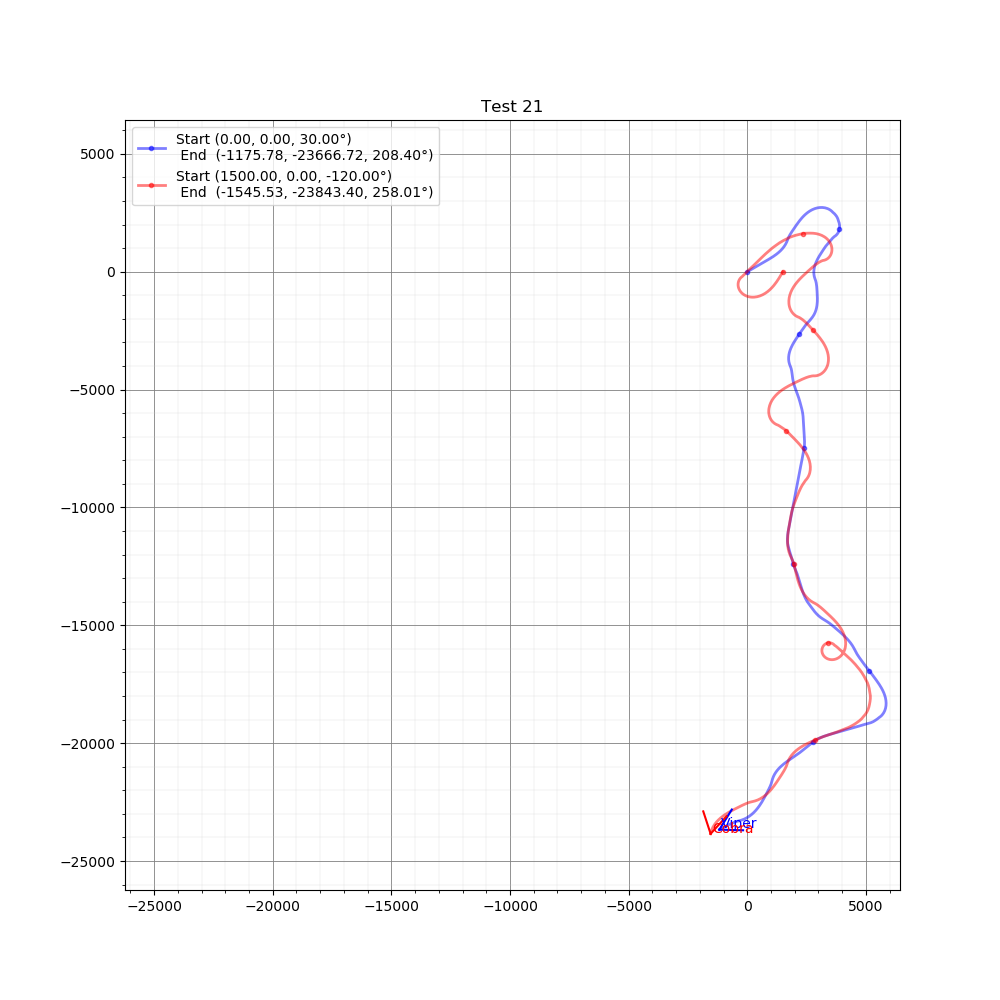 Test 21
Start (0.00, 0.00, 30.00°)
End (-1175.78, -23666.72, 208.40°)
Start (1500.00, 0.00, -120.00°)
End (-1545.53, -23843.40, 258.01°)
5000
0
−5000
−10000
−15000
−20000
−25000
Viper
Cobra
−25000 −20000 −15000 −10000 −5000 0 5000